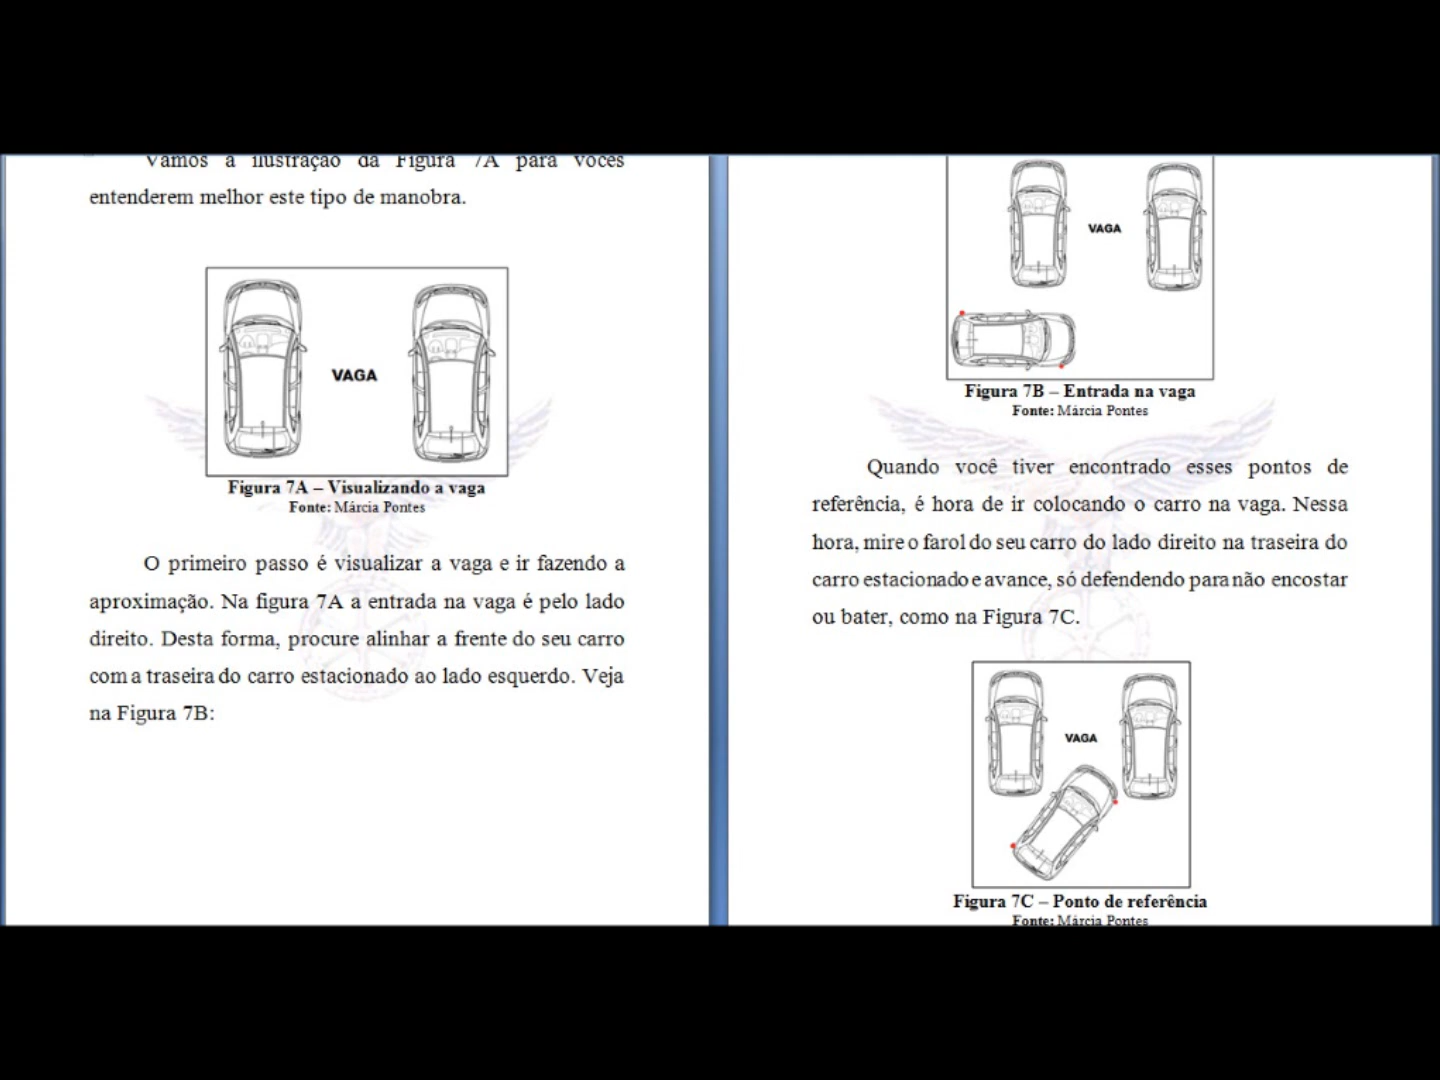 Vamos à ilustração da Figura 7A para vocês
entenderem melhor este tipo de manobra.
VAGA
Figura 7A – Visualizando a vaga
Fonte: Márcia Pontes
O primeiro passo é visualizar a vaga e ir fazendo a
aproximação. Na figura 7A a entrada na vaga é pelo lado
direito. Desta forma, procure alinhar a frente do seu carro
com a traseira do carro estacionado ao lado esquerdo. Veja
na Figura 7B:
VAGA
Figura 7B – Entrada na vaga
Fonte: Márcia Pontes
Quando você tiver encontrado esses pontos de
referência, é hora de ir colocando o carro na vaga. Nessa
hora, mire o farol do seu carro do lado direito na traseira do
carro estacionado e avance, só defendendo para não encostar
ou bater, como na Figura 7C.
VAGA
Figura 7C – Ponto de referência
Fonte: Márcia Pontes